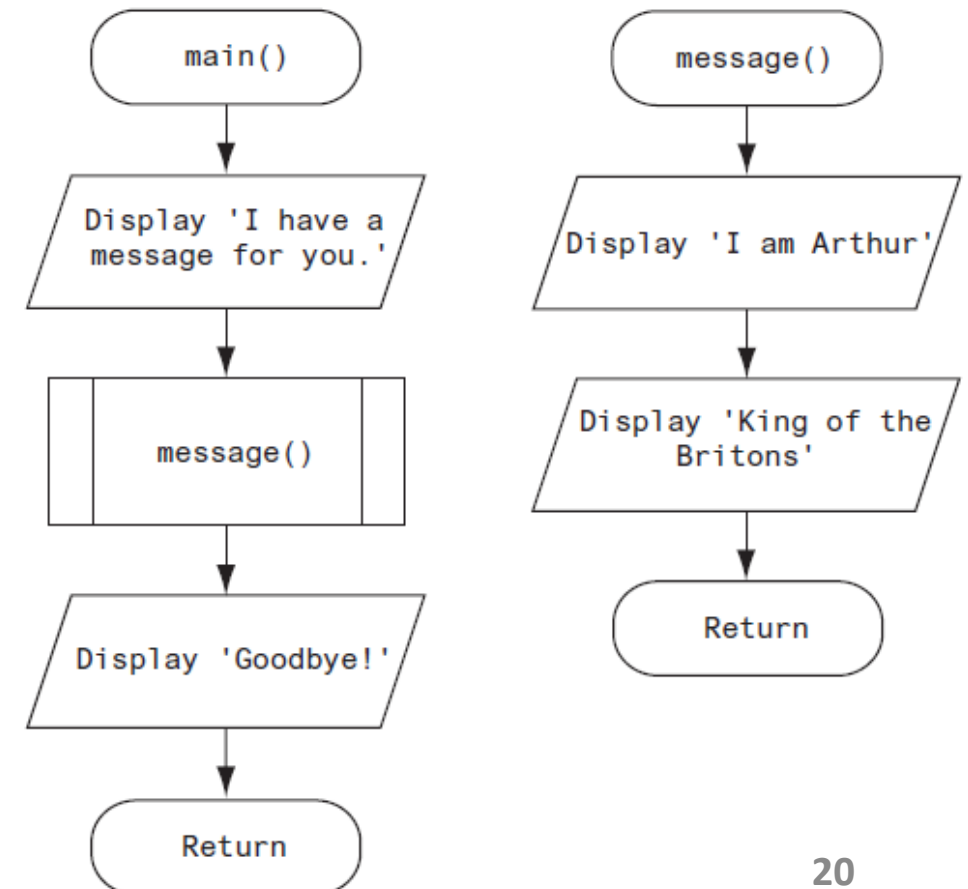 main()
Display 'I have a
message for you.'
message()
Display 'Goodbye!'
Return
message()
Display 'I am Arthur'
Display 'King of the
Britons'
Return
20